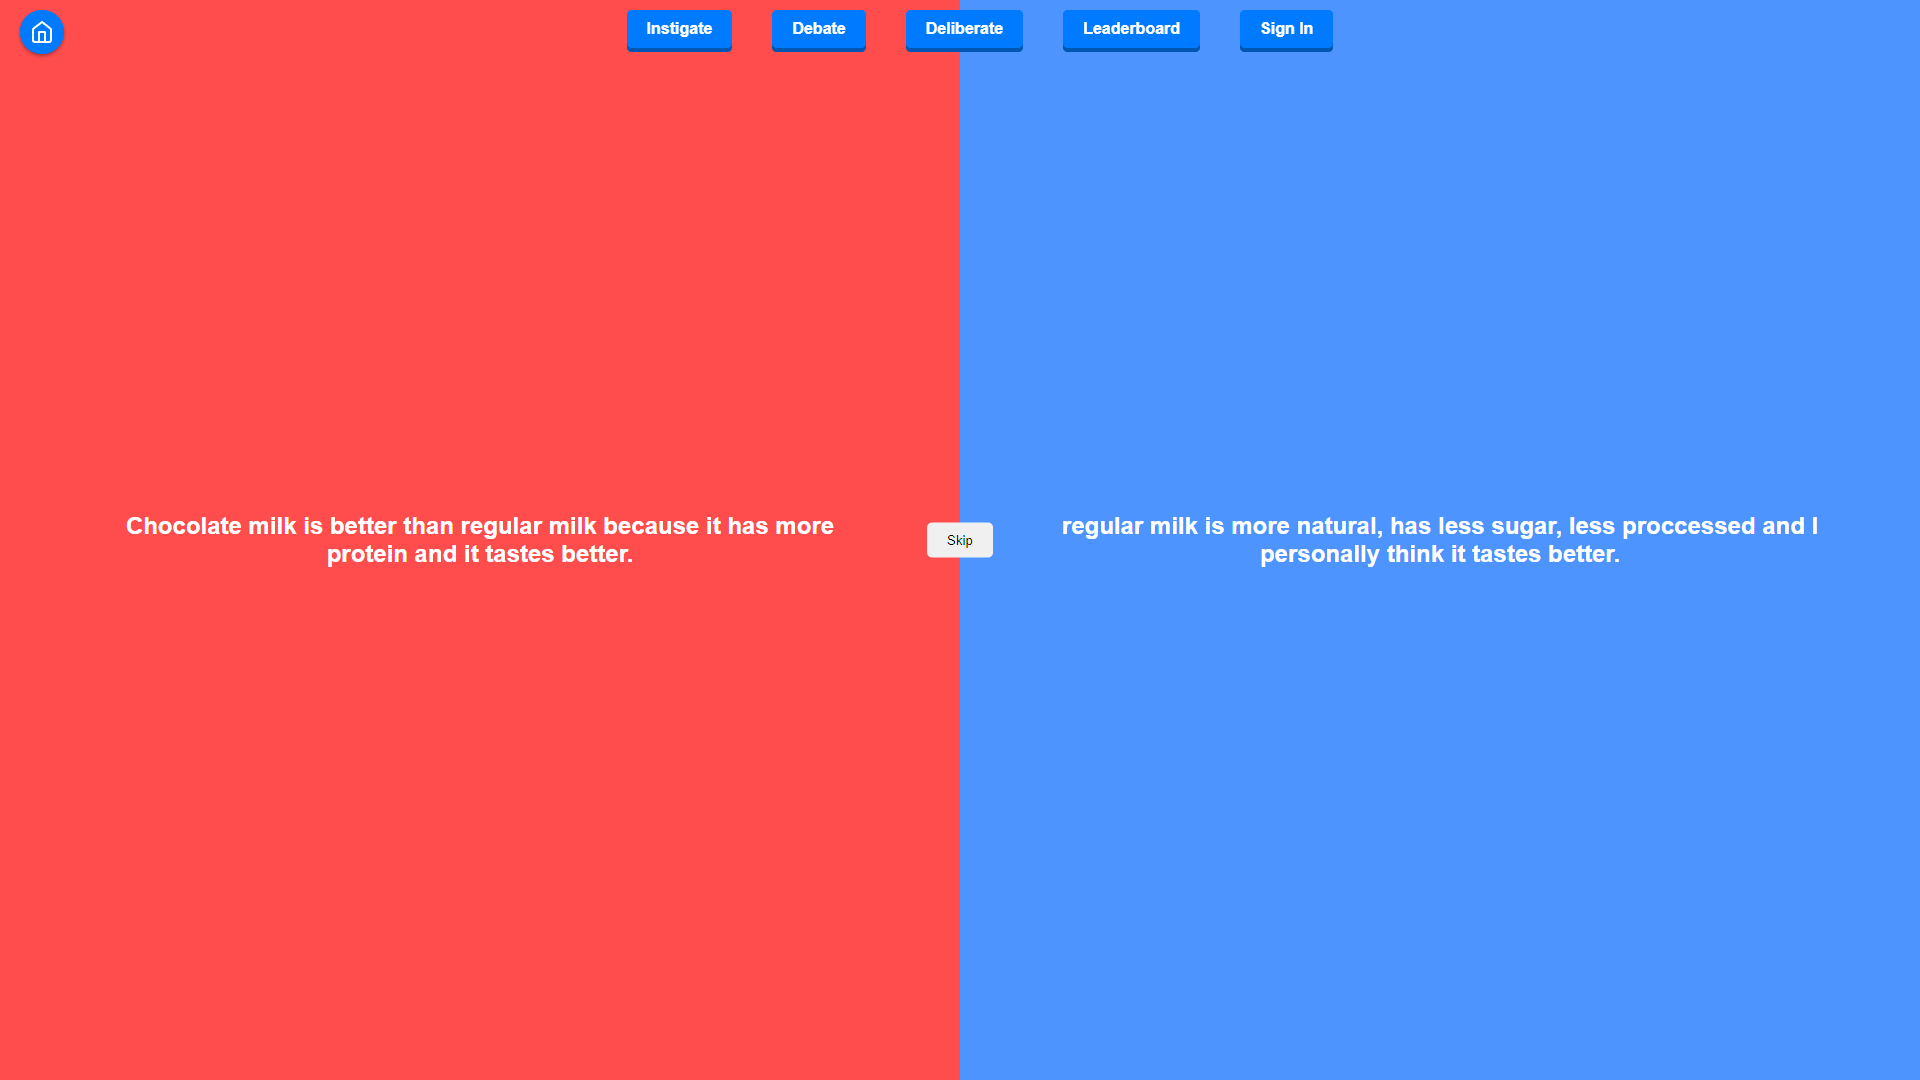 Instigate
Debate
Deliberate
Leaderboard
Sign In
Chocolate milk is better than regular milk because it has more
protein and it tastes better.
Skip
regular milk is more natural, has less sugar, less proccessed and I
personally think it tastes better.